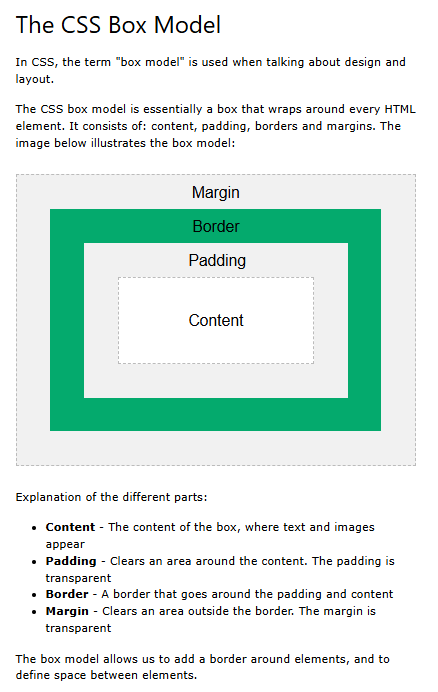 The CSS Box Model
In CSS, the term "box model" is used when talking about design and
layout.
The CSS box model is essentially a box that wraps around every HTML
element. It consists of: content, padding, borders and margins. The
image below illustrates the box model:
Margin
Border
Padding
Content
Explanation of the different parts:
• Content - The content of the box, where text and images
appear
• Padding - Clears an area around the content. The padding is
transparent
• Border - A border that goes around the padding and content
• Margin - Clears an area outside the border. The margin is
transparent
The box model allows us to add a border around elements, and to
define space between elements.